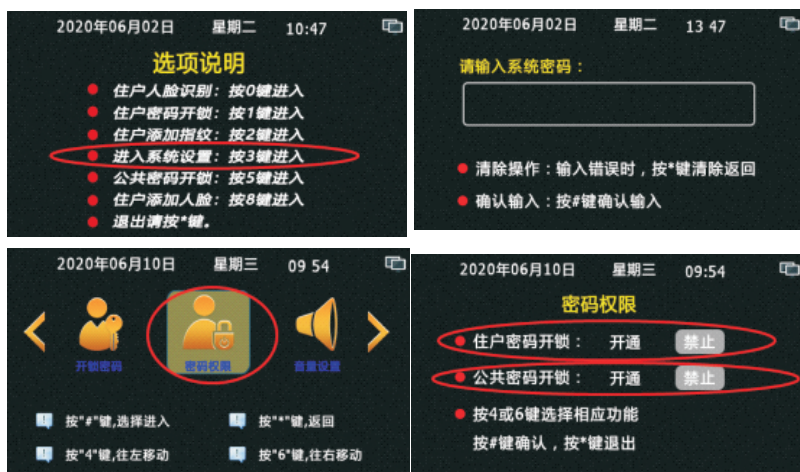 2020年06月02日 星期二 10:47
选项说明
住户人脸识别：按0键进入
住户密码开锁：按1键进入
住户添加指纹：按2键进入
进入系统设置：按3键进入
公共密码开锁：按5键进入
住户添加人脸：按8键进入
退出请按*键.
2020年06月02日 星期二 13 47
请输入系统密码：
清除操作：输入错误时，按*键清除返回
确认输入：按#键确认输入
2020年06月10日 星期三 09 54
开锁密码 密码权限 音量设置
按"#"键,选择进入 按"*"键,返回
按"4"键,往左移动 按"6"键,往右移动
2020年06月10日 星期三 09:54
密码权限
住户密码开锁： 开通 禁止
公共密码开锁： 开通 禁止
按4或6键选择相应功能
按#键确认，按*键退出